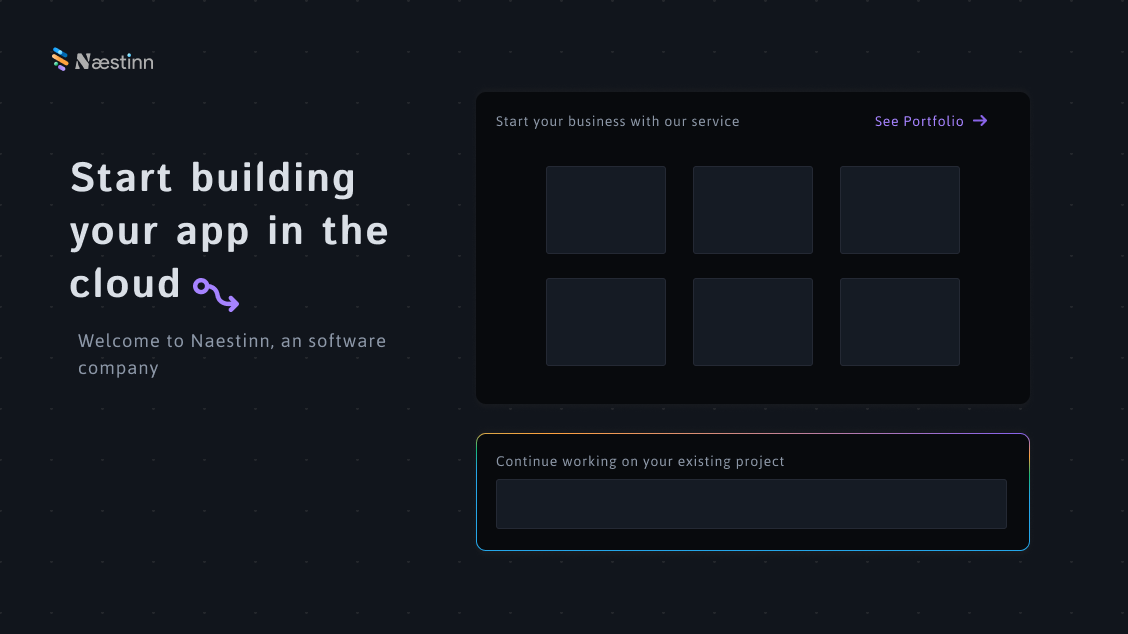 Næstinn
Start building
your app in the
cloud
Welcome to Naestinn, an software
company
Start your business with our service
See Portfolio
Continue working on your existing project